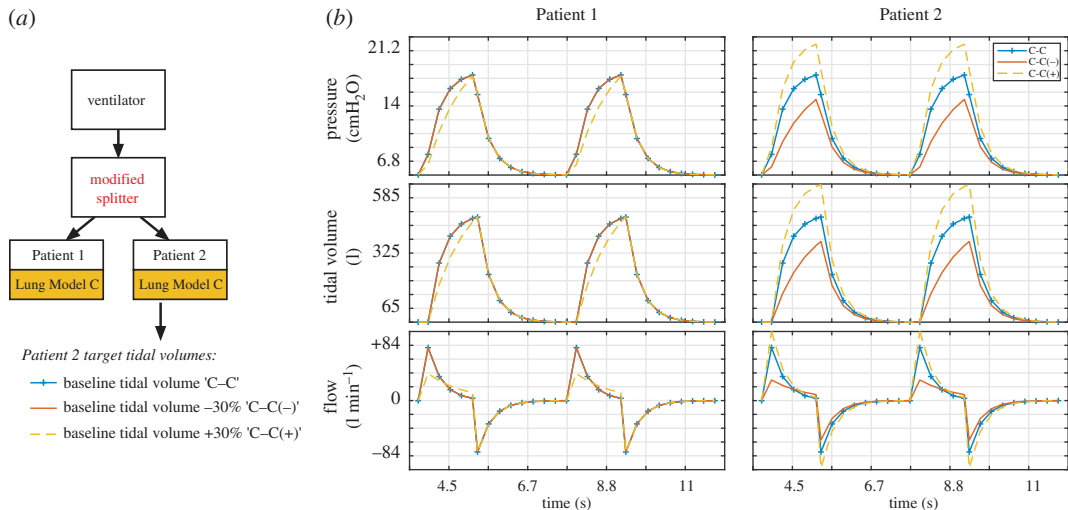 (a)
ventilator
modified
splitter
Patient 1
Lung Model C
Patient 2
Lung Model C
Patient 2 target tidal volumes:
baseline tidal volume 'C–C'
baseline tidal volume –30% 'C–C(–)'
baseline tidal volume +30% 'C–C(+)'
(b)
Patient 1
Patient 2
pressure
(cmH2O)
21.2
14
6.8
C-C
C-C(-)
C-C(+)
tidal volume
(l)
585
325
65
flow
(l min−1)
+84
0
−84
4.5 6.7 8.8 11
time (s)
4.5 6.7 8.8 11
time (s)